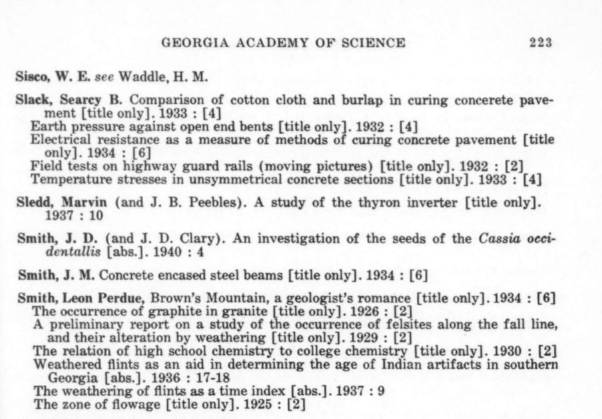 GEORGIA ACADEMY OF SCIENCE 223
Sisco, W. E. see Waddle, H. M.
Slack, Searcy B. Comparison of cotton cloth and burlap in curing concerete pave-
ment [title only]. 1933 : [4]
Earth pressure against open end bents [title only]. 1932 : [4]
Electrical resistance as a measure of methods of curing concrete pavement [title
only]. 1934 : [6]
Field tests on highway guard rails (moving pictures) [title only]. 1932 : [2]
Temperature stresses in unsymmetrical concrete sections [title only]. 1933 : [4]
Sledd, Marvin (and J. B. Peebles). A study of the thyron inverter [title only].
1937 : 10
Smith, J. D. (and J. D. Clary). An investigation of the seeds of the Cassia occi-
dentallis [abs.]. 1940 : 4
Smith, J. M. Concrete encased steel beams [title only]. 1934 : [6]
Smith, Leon Perdue, Brown's Mountain, a geologist's romance [title only]. 1934 : [6]
The occurrence of graphite in granite [title only]. 1926 : [2]
A preliminary report on a study of the occurrence of felsites along the fall line,
and their alteration by weathering [title only]. 1929 : [2]
The relation of high school chemistry to college chemistry [title only]. 1930 : [2]
Weathered flints as an aid in determining the age of Indian artifacts in southern
Georgia [abs.]. 1936 : 17-18
The weathering of flints as a time index [abs.]. 1937 : 9
The zone of flowage [title only]. 1925 : [2]